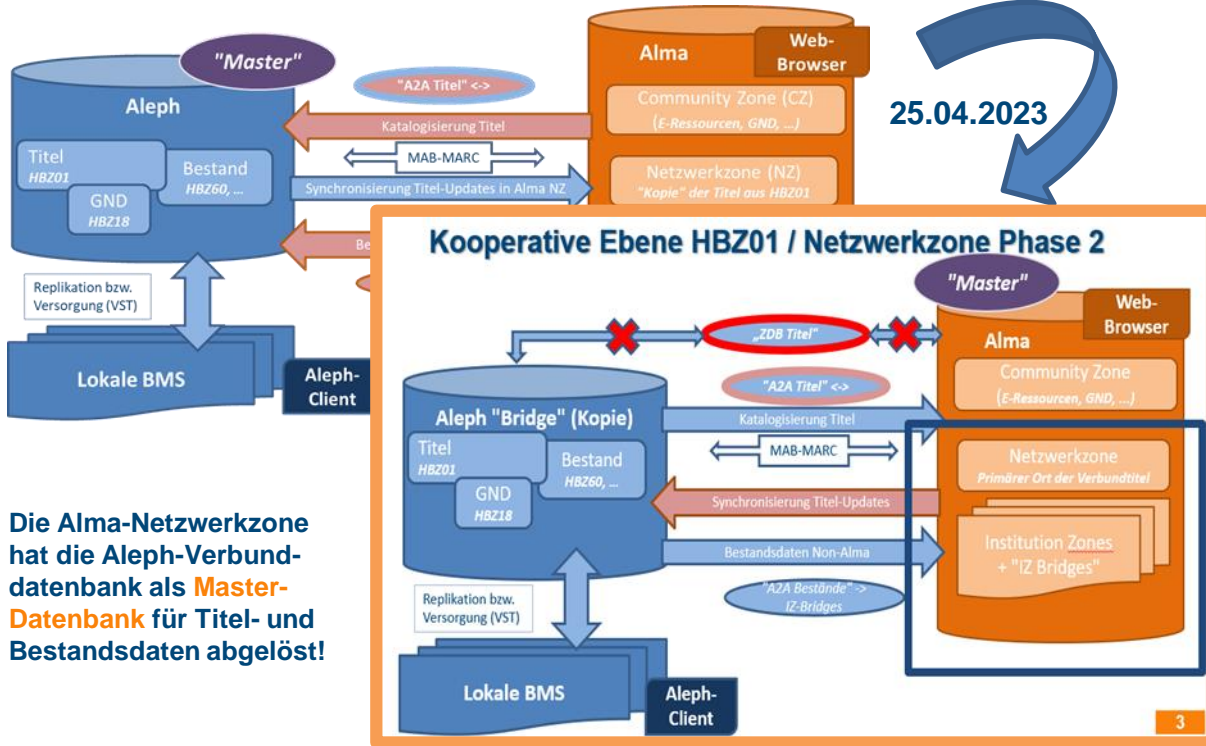 "Master"
Aleph
Titel
HBZ01
Bestand
HBZ60, ...
GND
HBZ18
"A2A Titel" <->
Katalogisierung Titel
MAB-MARC
Synchronisierung Titel-Updates in Alma NZ
Be
Alma
Web-
Browser
Community Zone (CZ)
(E-Ressourcen, GND, ...)
Netzwerkzone (NZ)
"Kopie" der Titel aus HBZ01
25.04.2023
Replikation bzw.
Versorgung (VST)
Lokale BMS
Aleph-
Client
Die Alma-Netzwerkzone
hat die Aleph-Verbund-
datenbank als Master-
Datenbank für Titel- und
Bestandsdaten abgelöst!
Kooperative Ebene HBZ01 / Netzwerkzone Phase 2
"Master"
Web-
Browser
„ZDB Titel"
Alma
Aleph "Bridge" (Kopie)
Titel
HBZ01
Bestand
HBZ60, ...
GND
HBZ18
"A2A Titel" <->
Katalogisierung Titel
MAB-MARC
Synchronisierung Titel-Updates
Bestandsdaten Non-Alma
"A2A Bestände" ->
IZ-Bridges
Community Zone
(E-Ressourcen, GND, ...)
Netzwerkzone
Primärer Ort der Verbundtitel
Institution Zones
+ "IZ Bridges"
Replikation bzw.
Versorgung (VST)
Lokale BMS
Aleph-
Client
3